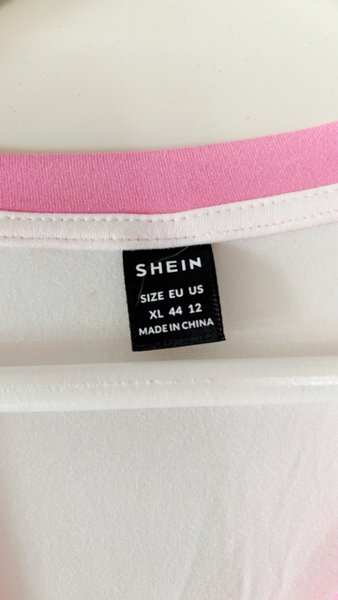 SHEIN
SIZE EU US
XL 44 12
MADE IN CHINA